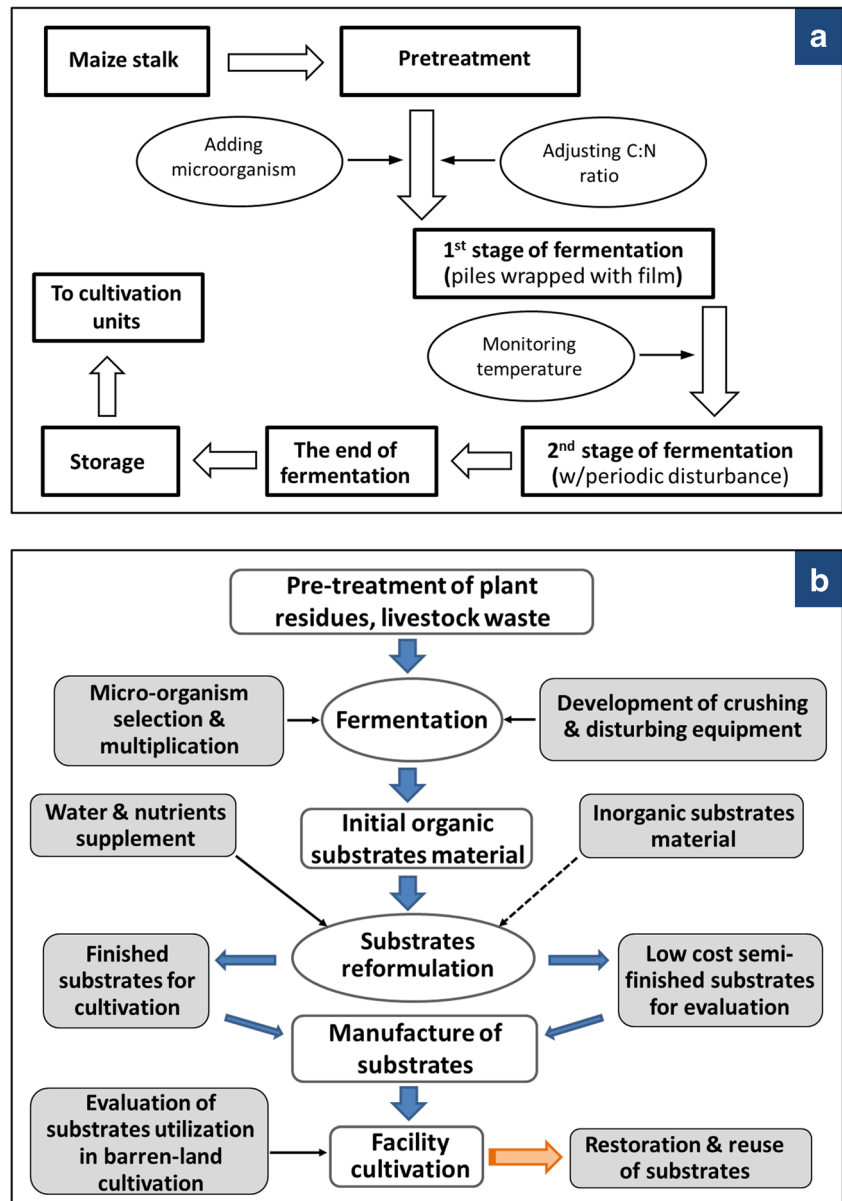 a
Maize stalk
Pretreatment
Adding
microorganism
Adjusting C:N
ratio
1st stage of fermentation
(piles wrapped with film)
To cultivation
units
Monitoring
temperature
Storage
The end of
fermentation
2nd stage of fermentation
(w/periodic disturbance)
b
Pre-treatment of plant
residues, livestock waste
Micro-organism
selection &
multiplication
Fermentation
Development of crushing
& disturbing equipment
Water & nutrients
supplement
Initial organic
substrates material
Inorganic substrates
material
Finished
substrates for
cultivation
Substrates
reformulation
Low cost semi-
finished substrates
for evaluation
Manufacture of
substrates
Evaluation of
substrates utilization
in barren-land
cultivation
Facility
cultivation
Restoration & reuse
of substrates